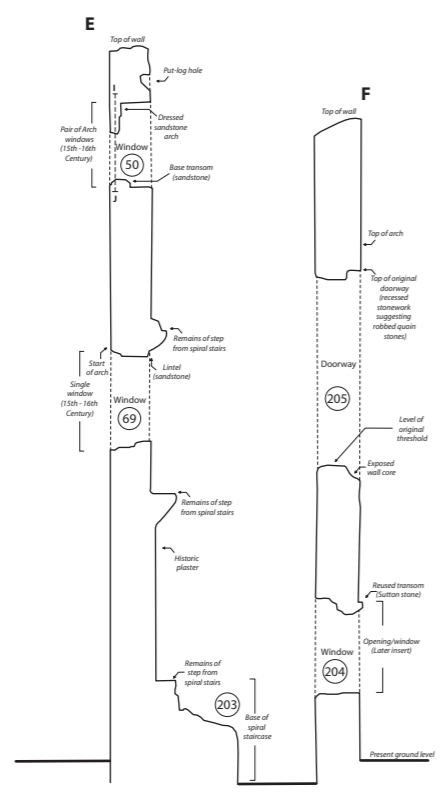 E
Top of wall
Put-log hole
I
Pair of Arch
windows
(15th -16th
Century)
Dressed
sandstone
arch
Window
50
Base transom
(sandstone)
J
Remains of step
from spiral stairs
Start
of arch
Lintel
(sandstone)
Single
window
(15th - 16th
Century)
Window
69
Remains of step
from spiral stairs
Historic
plaster
Remains of
step from
spiral stairs
203
Base of
spiral
staircase
F
Top of wall
Top of arch
Top of original
doorway
(recessed
stonework
suggesting
robbed quoin
stones)
Doorway
205
Level of
original
threshold
Exposed
wall core
Reused transom
(Sutton stone)
Opening/window
(Later insert)
Window
204
Present ground level